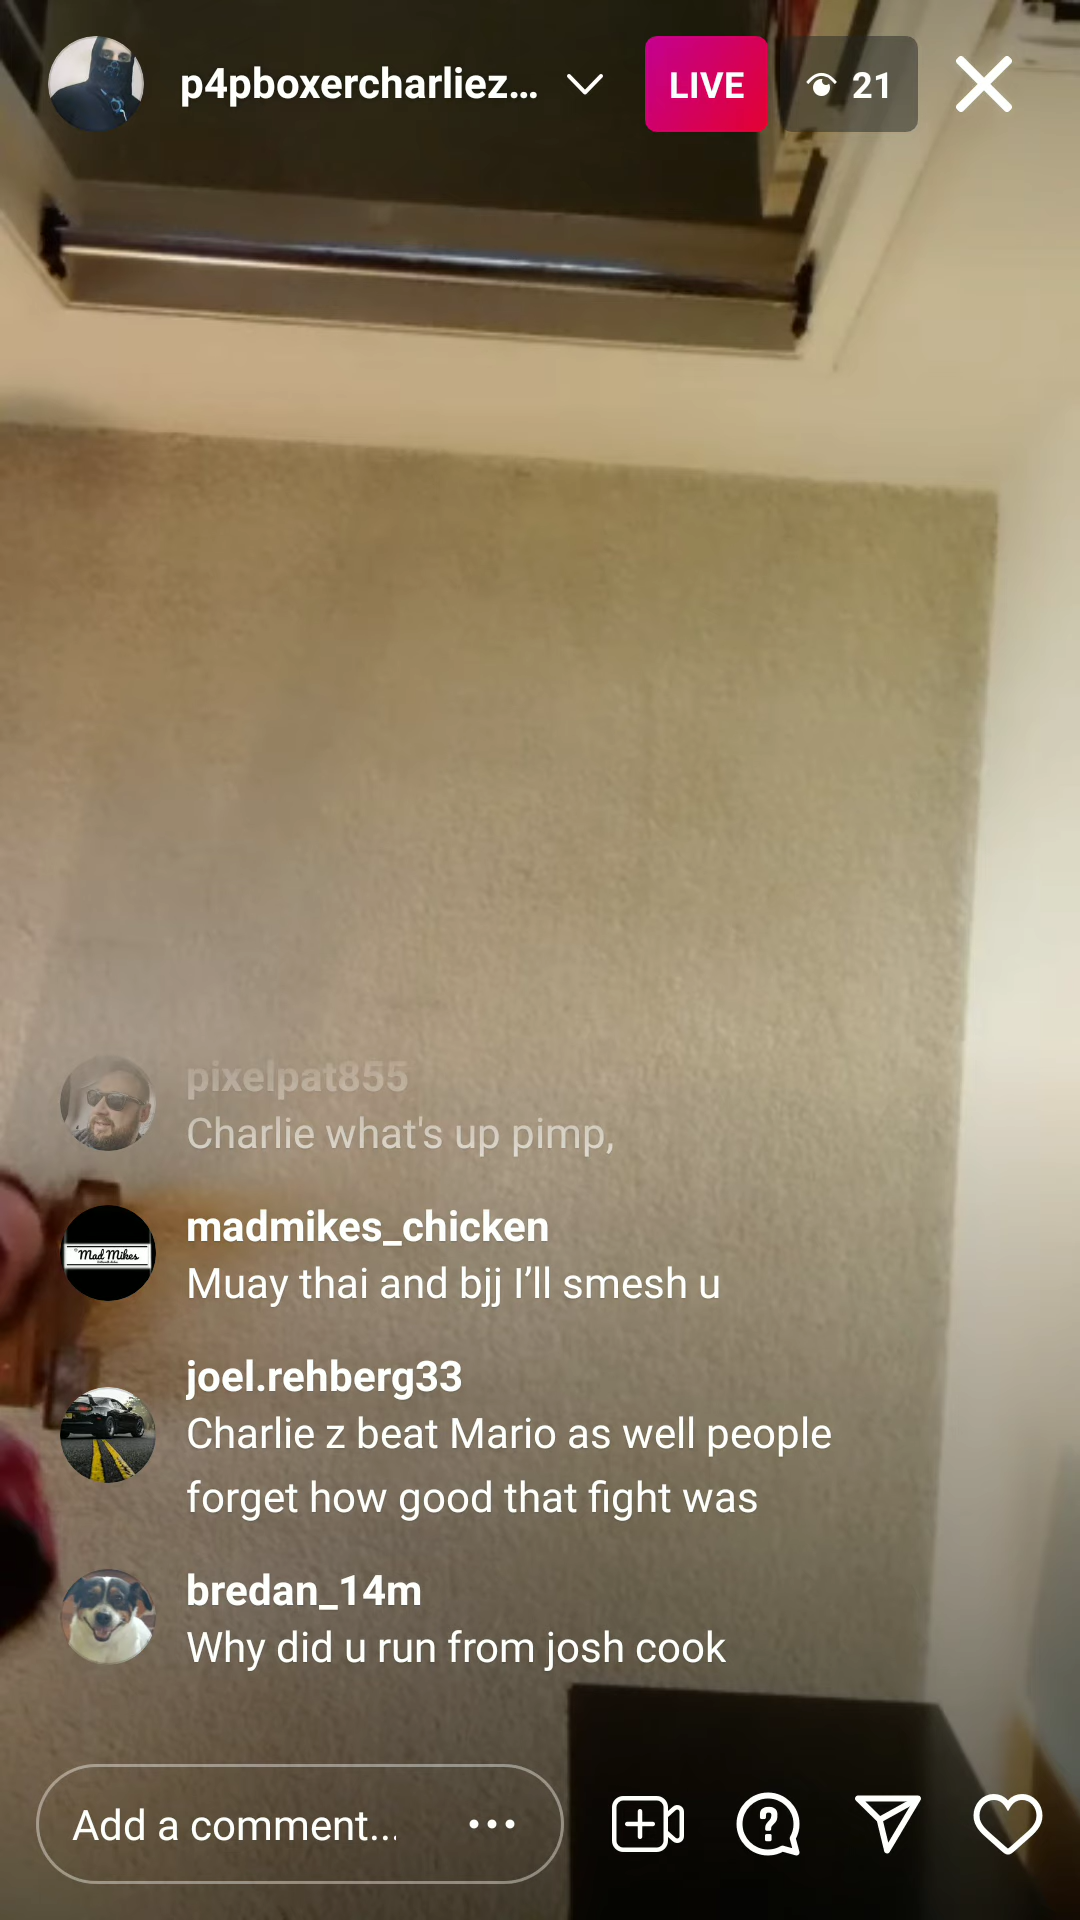 p4pboxercharliez...
LIVE
21
pixelpat855
Charlie what's up pimp,
madmikes_chicken
Mad Mikes
Muay thai and bjj I’ll smesh u
joel.rehberg33
Charlie z beat Mario as well people
forget how good that fight was
bredan_14m
Why did u run from josh cook
Add a comment...